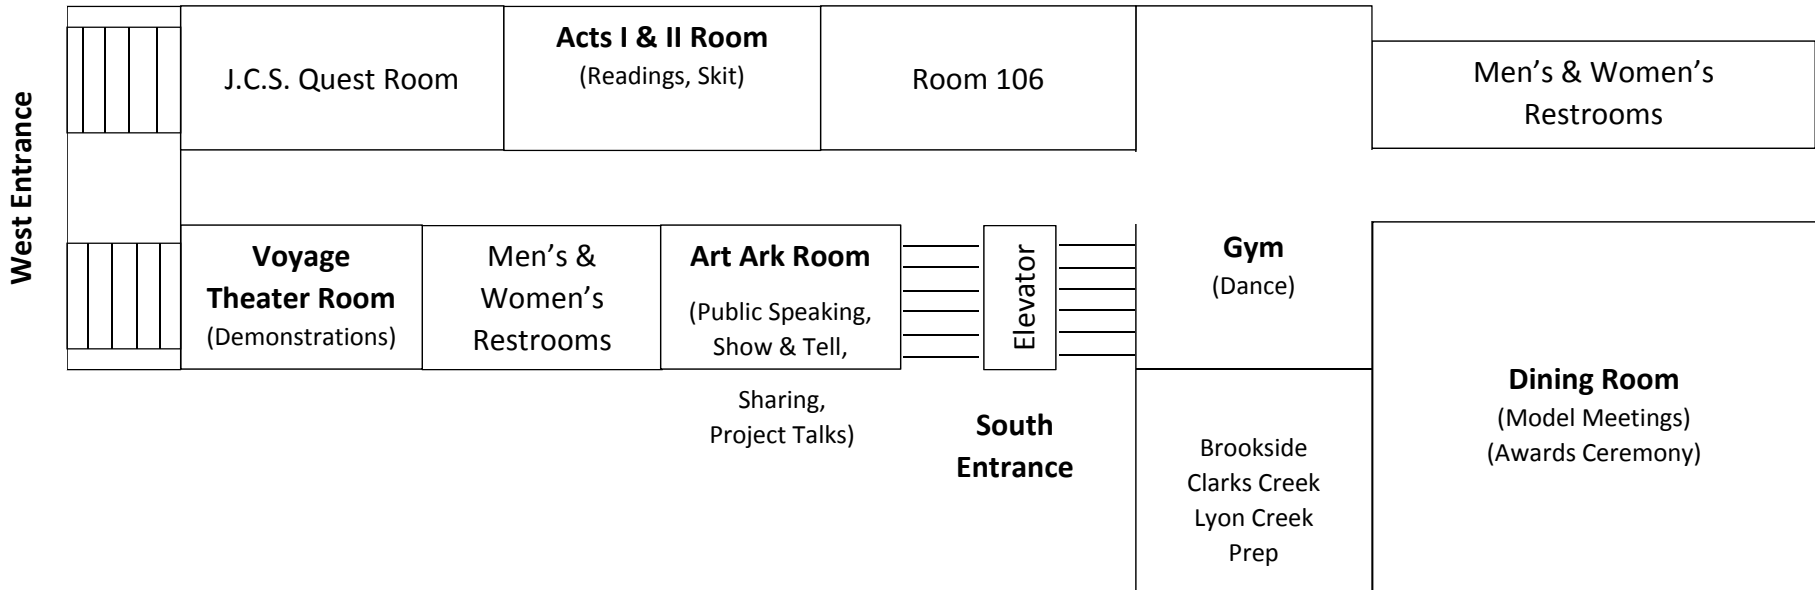 West Entrance
J.C.S. Quest Room
Acts I & II Room
(Readings, Skit)
Room 106
Men’s & Women’s
Restrooms
Voyage
Theater Room
(Demonstrations)
Men’s &
Women’s
Restrooms
Art Ark Room
(Public Speaking,
Show & Tell,
Sharing,
Project Talks)
Elevator
South
Entrance
Gym
(Dance)
Brookside
Clarks Creek
Lyon Creek
Prep
Dining Room
(Model Meetings)
(Awards Ceremony)